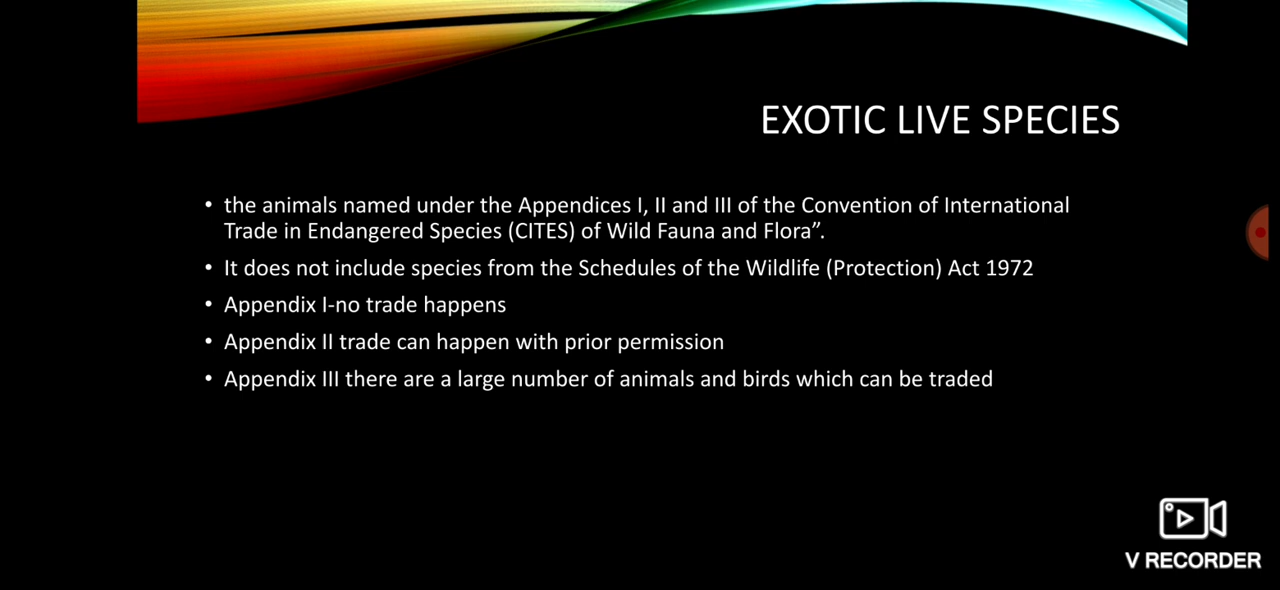 EXOTIC LIVE SPECIES
• the animals named under the Appendices I, II and III of the Convention of International
Trade in Endangered Species (CITES) of Wild Fauna and Flora”.
• It does not include species from the Schedules of the Wildlife (Protection) Act 1972
• Appendix I-no trade happens
• Appendix II trade can happen with prior permission
• Appendix III there are a large number of animals and birds which can be traded
V RECORDER